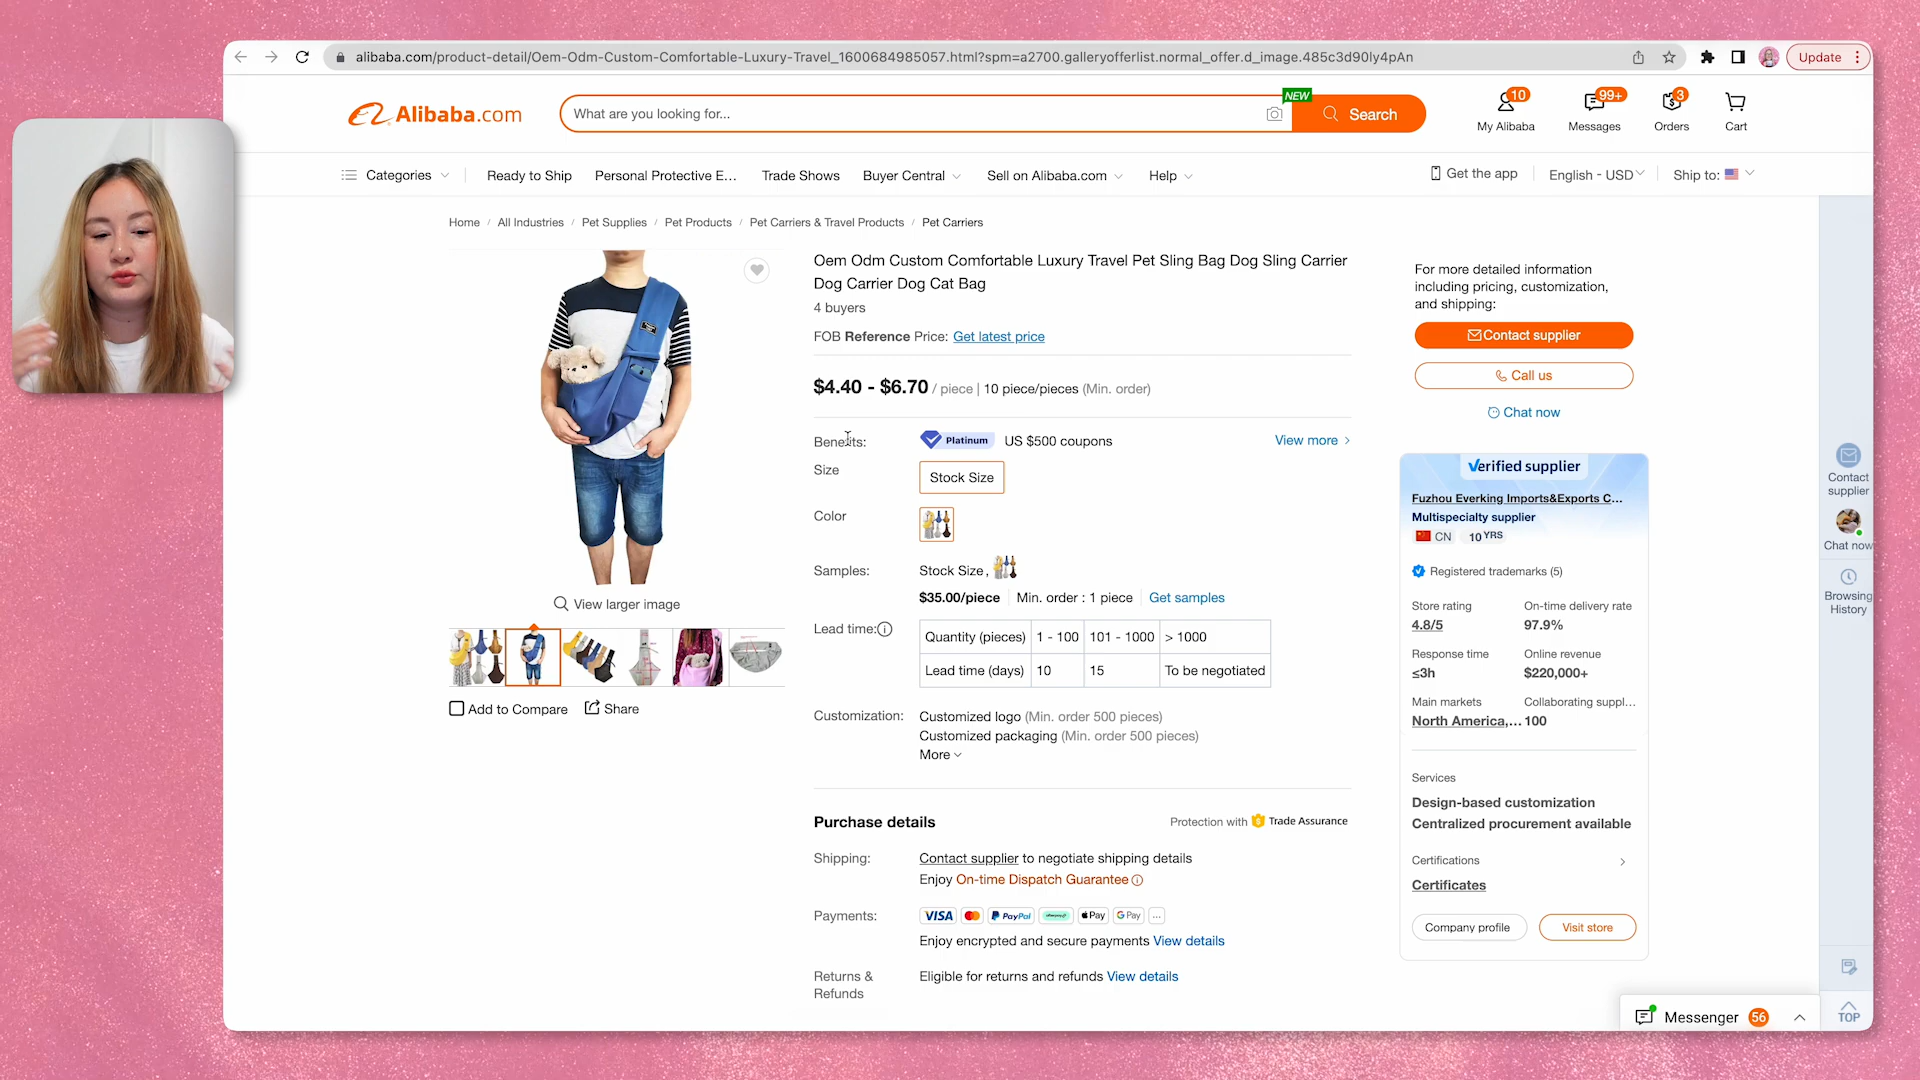 alibaba.com/product-detail/Oem-Odm-Custom-Comfortable-Luxury-Travel_1600684985057.html?spm=a2700.galleryofferlist.normal_offer.d_image.485c3d90ly4pAn
Update
Alibaba.com
What are you looking for...
NEW
Search
10
My Alibaba
99+
Messages
3
Orders
Cart
Categories
Ready to Ship
Personal Protective E...
Trade Shows
Buyer Central
Sell on Alibaba.com
Help
Get the app
English - USD
Ship to:
Home / All Industries / Pet Supplies / Pet Products / Pet Carriers & Travel Products / Pet Carriers
Oem Odm Custom Comfortable Luxury Travel Pet Sling Bag Dog Sling Carrier
Dog Carrier Dog Cat Bag
4 buyers
FOB Reference Price: Get latest price
$4.40 - $6.70 / piece | 10 piece/pieces (Min. order)
Benefits: Platinum US $500 coupons View more >
Size Stock Size
Color
Samples: Stock Size,
$35.00/piece Min. order : 1 piece Get samples
Lead time:
Quantity (pieces) 1 - 100 101 - 1000 > 1000
Lead time (days) 10 15 To be negotiated
Customization: Customized logo (Min. order 500 pieces)
Customized packaging (Min. order 500 pieces)
More
View larger image
Add to Compare
Share
Purchase details
Protection with Trade Assurance
Shipping: Contact supplier to negotiate shipping details
Enjoy On-time Dispatch Guarantee
Payments: VISA PayPal Pay G Pay ...
Enjoy encrypted and secure payments View details
Returns & Refunds
Eligible for returns and refunds View details
For more detailed information
including pricing, customization,
and shipping:
Contact supplier
Call us
Chat now
Verified supplier
Fuzhou Everking Imports&Exports C...
Multispecialty supplier
CN 10 YRS
Registered trademarks (5)
Store rating On-time delivery rate
4.8/5 97.9%
Response time Online revenue
≤3h $220,000+
Main markets Collaborating suppl...
North America,... 100
Services
Design-based customization
Centralized procurement available
Certifications
Certificates
Company profile
Visit store
Contact
supplier
Chat now
Browsing
History
Messenger 56
TOP